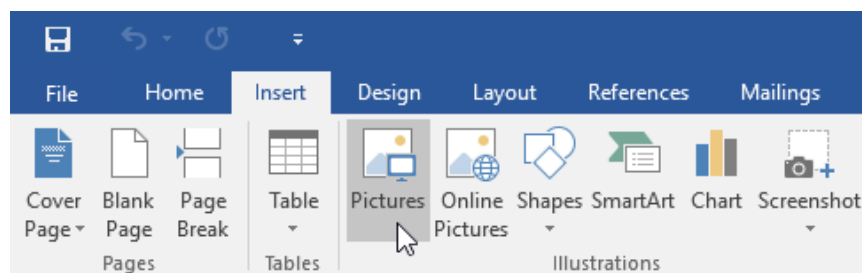 File Home Insert Design Layout References Mailings
Cover Blank Page Table Pictures Online Shapes SmartArt Chart Screenshot
Page Page Break Pictures
Pages Tables Illustrations